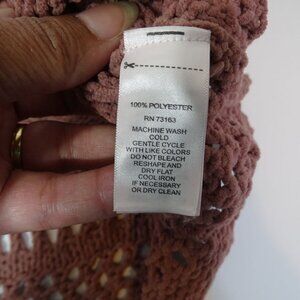 100% POLYESTER
RN 73163
MACHINE WASH
COLD
GENTLE CYCLE
WITH LIKE COLORS
DO NOT BLEACH
RESHAPE AND
DRY FLAT
COOL IRON
IF NECESSARY
OR DRY CLEAN